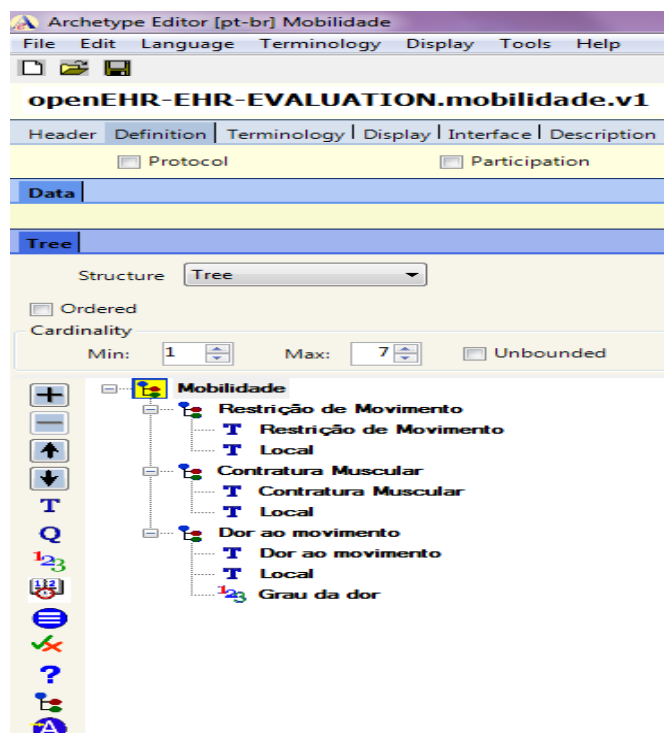 Archetype Editor [pt-br] Mobilidade
File Edit Language Terminology Display Tools Help
openEHR-EHR-EVALUATION.mobilidade.v1
Header Definition Terminology Display Interface Description
Protocol Participation
Data
Tree
Structure Tree
Ordered
Cardinality
Min: 1 Max: 7 Unbounded
Mobilidade
Restrição de Movimento
T Restrição de Movimento
T Local
Contratura Muscular
T Contratura Muscular
T Local
Dor ao movimento
T Dor ao movimento
T Local
123 Grau da dor
T
Q
123
?
A